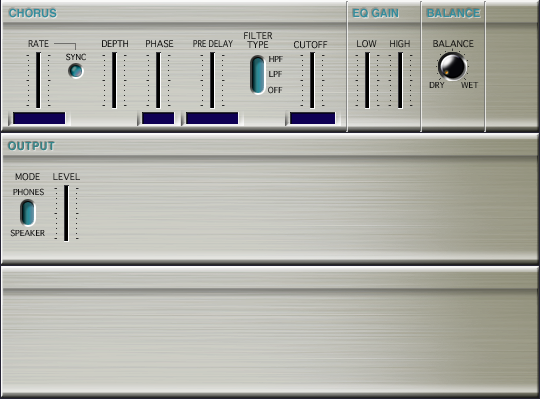 CHORUS EQ GAIN BALANCE
RATE SYNC DEPTH PHASE PRE DELAY FILTER TYPE CUTOFF LOW HIGH BALANCE
HPF
LPF
OFF
DRY WET
OUTPUT
MODE LEVEL
PHONES
SPEAKER